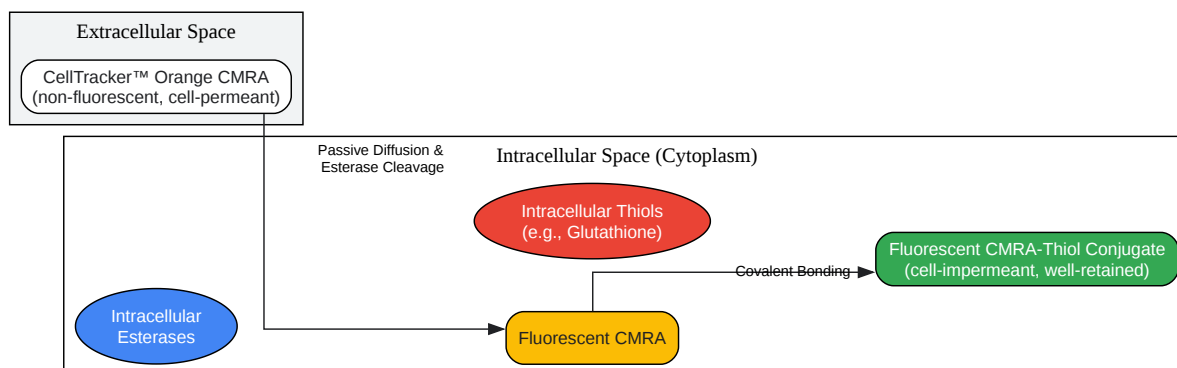 Extracellular Space
CellTracker™ Orange CMRA
(non-fluorescent, cell-permeant)
Passive Diffusion &
Esterase Cleavage
Intracellular Space (Cytoplasm)
Intracellular Thiols
(e.g., Glutathione)
Fluorescent CMRA-Thiol Conjugate
(cell-impermeant, well-retained)
Covalent Bonding
Intracellular
Esterases
Fluorescent CMRA